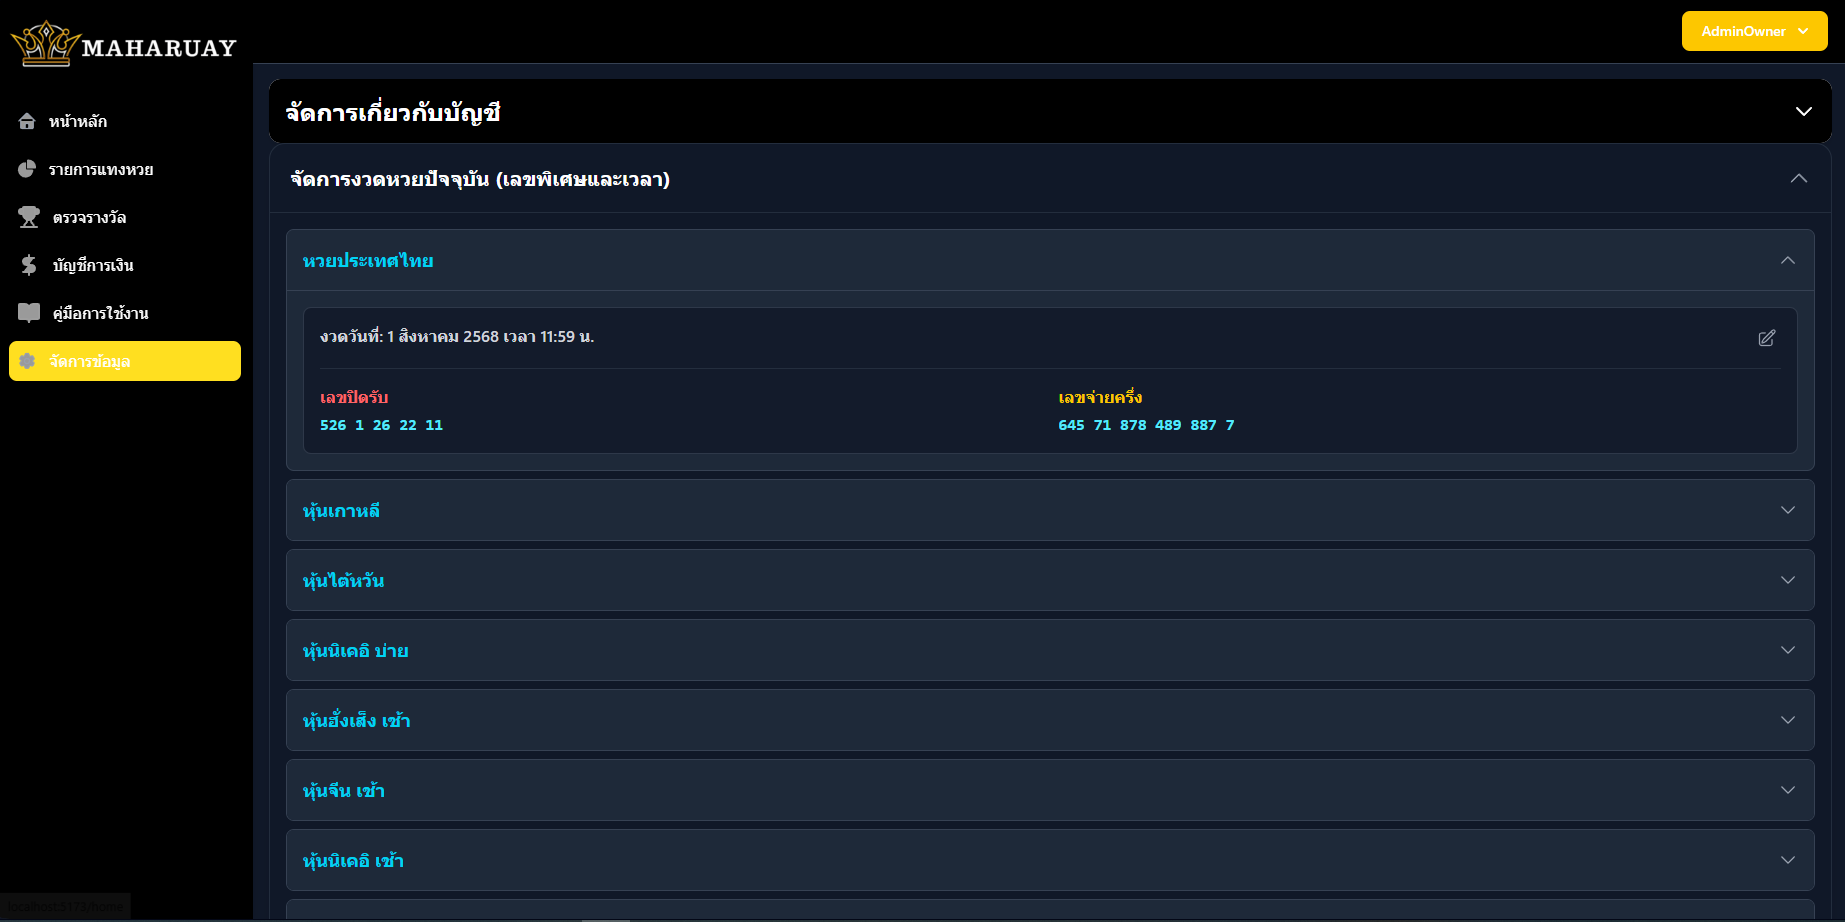 MAHARUAY
AdminOwner
หน้าหลัก
รายการแทงหวย
ตรวจรางวัล
บัญชีการเงิน
คู่มือการใช้งาน
จัดการข้อมูล
จัดการเกี่ยวกับบัญชี
จัดการงวดหวยปัจจุบัน (เลขพิเศษและเวลา)
หวยประเทศไทย
งวดวันที่: 1 สิงหาคม 2568 เวลา 11:59 น.
เลขปิดรับ
526 1 26 22 11
เลขจ่ายครึ่ง
645 71 878 489 887 7
หุ้นเกาหลี
หุ้นไต้หวัน
หุ้นนิเคอิ บ่าย
หุ้นฮั่งเส็ง เช้า
หุ้นจีน เช้า
หุ้นนิเคอิ เช้า
localhost:5173/home